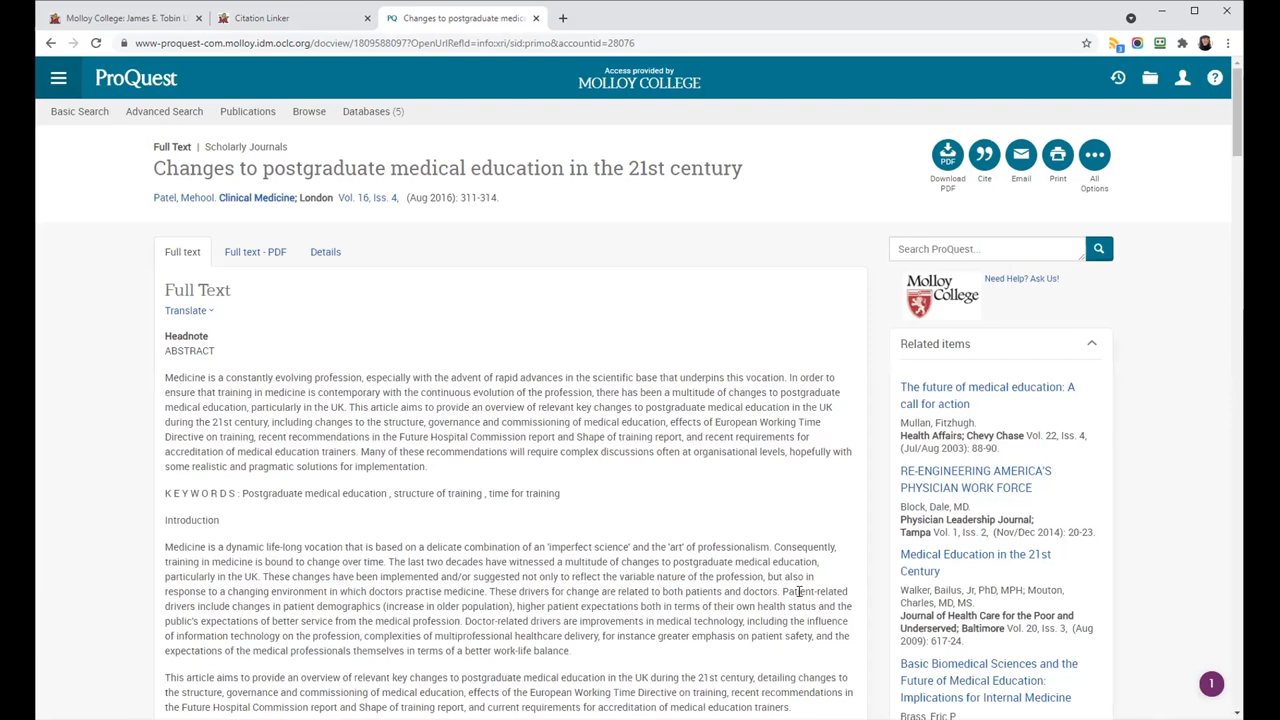 Molloy College: James E. Tobin L
Citation Linker
PQ Changes to postgraduate medic
www-proquest-com.molloy.idm.oclc.org/docview/1809588097?OpenUrlRefId=info:xri/sid:primo&accountid=28076
ProQuest
Access provided by
MOLLOY COLLEGE
Basic Search
Advanced Search
Publications
Browse
Databases (5)
Full Text | Scholarly Journals
Changes to postgraduate medical education in the 21st century
Patel, Mehool. Clinical Medicine; London Vol. 16, Iss. 4, (Aug 2016): 311-314.
PDF
Download
PDF
Cite
Email
Print
All
Options
Full text
Full text - PDF
Details
Search ProQuest...
Full Text
Translate
Headnote
ABSTRACT
Medicine is a constantly evolving profession, especially with the advent of rapid advances in the scientific base that underpins this vocation. In order to
ensure that training in medicine is contemporary with the continuous evolution of the profession, there has been a multitude of changes to postgraduate
medical education, particularly in the UK. This article aims to provide an overview of relevant key changes to postgraduate medical education in the UK
during the 21st century, including changes to the structure, governance and commissioning of medical education, effects of European Working Time
Directive on training, recent recommendations in the Future Hospital Commission report and Shape of training report, and recent requirements for
accreditation of medical education trainers. Many of these recommendations will require complex discussions often at organisational levels, hopefully with
some realistic and pragmatic solutions for implementation.
K E Y W O R D S : Postgraduate medical education , structure of training , time for training
Introduction
Medicine is a dynamic life-long vocation that is based on a delicate combination of an 'imperfect science' and the 'art' of professionalism. Consequently,
training in medicine is bound to change over time. The last two decades have witnessed a multitude of changes to postgraduate medical education,
particularly in the UK. These changes have been implemented and/or suggested not only to reflect the variable nature of the profession, but also in
response to a changing environment in which doctors practise medicine. These drivers for change are related to both patients and doctors. Patient-related
drivers include changes in patient demographics (increase in older population), higher patient expectations both in terms of their own health status and the
public's expectations of better service from the medical profession. Doctor-related drivers are improvements in medical technology, including the influence
of information technology on the profession, complexities of multiprofessional healthcare delivery, for instance greater emphasis on patient safety, and the
expectations of the medical professionals themselves in terms of a better work-life balance.
This article aims to provide an overview of relevant key changes to postgraduate medical education in the UK during the 21st century, detailing changes to
the structure, governance and commissioning of medical education, effects of the European Working Time Directive on training, recent recommendations in
the Future Hospital Commission report and Shape of training report, and current requirements for accreditation of medical education trainers.
Molloy
College
Need Help? Ask Us!
Related items
The future of medical education: A
call for action
Mullan, Fitzhugh.
Health Affairs; Chevy Chase Vol. 22, Iss. 4,
(Jul/Aug 2003): 88-90.
RE-ENGINEERING AMERICA'S
PHYSICIAN WORK FORCE
Block, Dale, MD.
Physician Leadership Journal;
Tampa Vol. 1, Iss. 2, (Nov/Dec 2014): 20-23.
Medical Education in the 21st
Century
Walker, Bailus, Jr, PhD, MPH; Mouton,
Charles, MD, MS.
Journal of Health Care for the Poor and
Underserved; Baltimore Vol. 20, Iss. 3, (Aug
2009): 617-24.
Basic Biomedical Sciences and the
Future of Medical Education:
Implications for Internal Medicine
Brass, Eric P
1